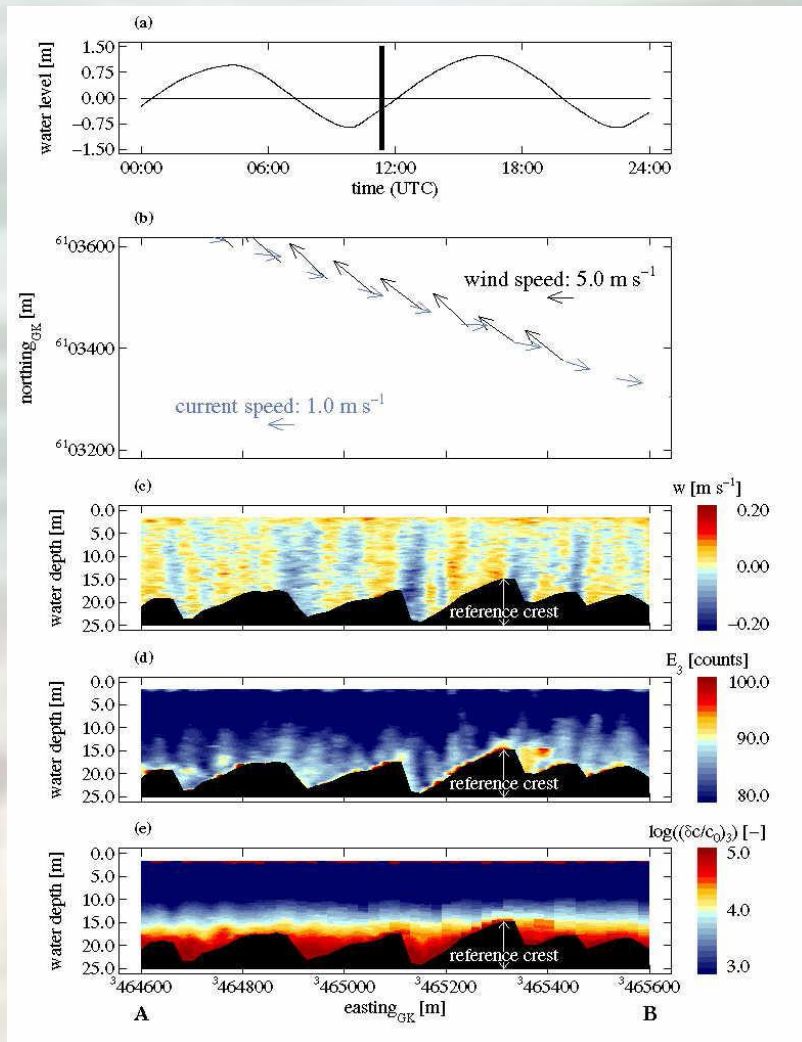 (a)
water level [m]
1.50
0.75
0.00
−0.75
−1.50
00:00 06:00 12:00 18:00 24:00
time (UTC)
(b)
northing_GK [m]
⁶¹03600
⁶¹03400
⁶¹03200
wind speed: 5.0 m s⁻¹
current speed: 1.0 m s⁻¹
(c)
w [m s⁻¹]
water depth [m]
0.0
5.0
10.0
15.0
20.0
25.0
reference crest
0.20
0.00
−0.20
(d)
E₃ [counts]
water depth [m]
0.0
5.0
10.0
15.0
20.0
25.0
reference crest
100.0
90.0
80.0
(e)
log((δc/c₀)₃) [−]
water depth [m]
0.0
5.0
10.0
15.0
20.0
25.0
reference crest
5.0
4.0
3.0
³464600 ³464800 ³465000 ³465200 ³465400 ³465600
easting_GK [m]
A B